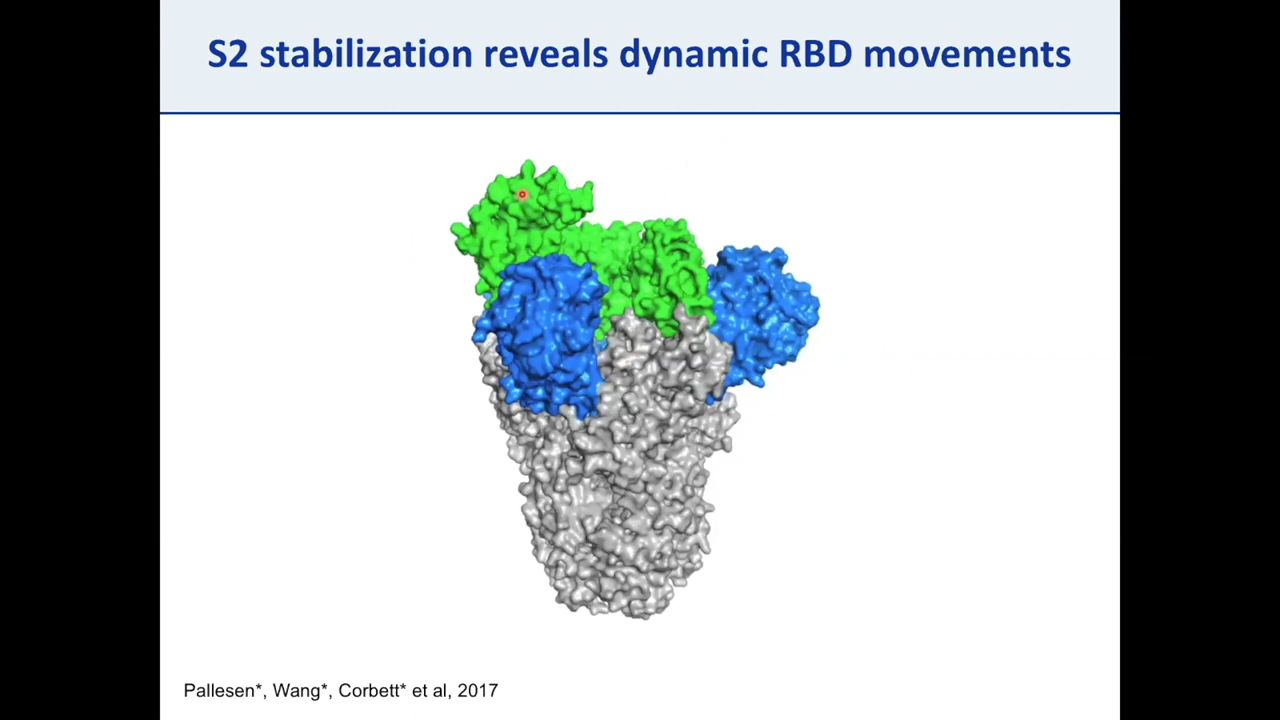 S2 stabilization reveals dynamic RBD movements
Pallesen*, Wang*, Corbett* et al, 2017